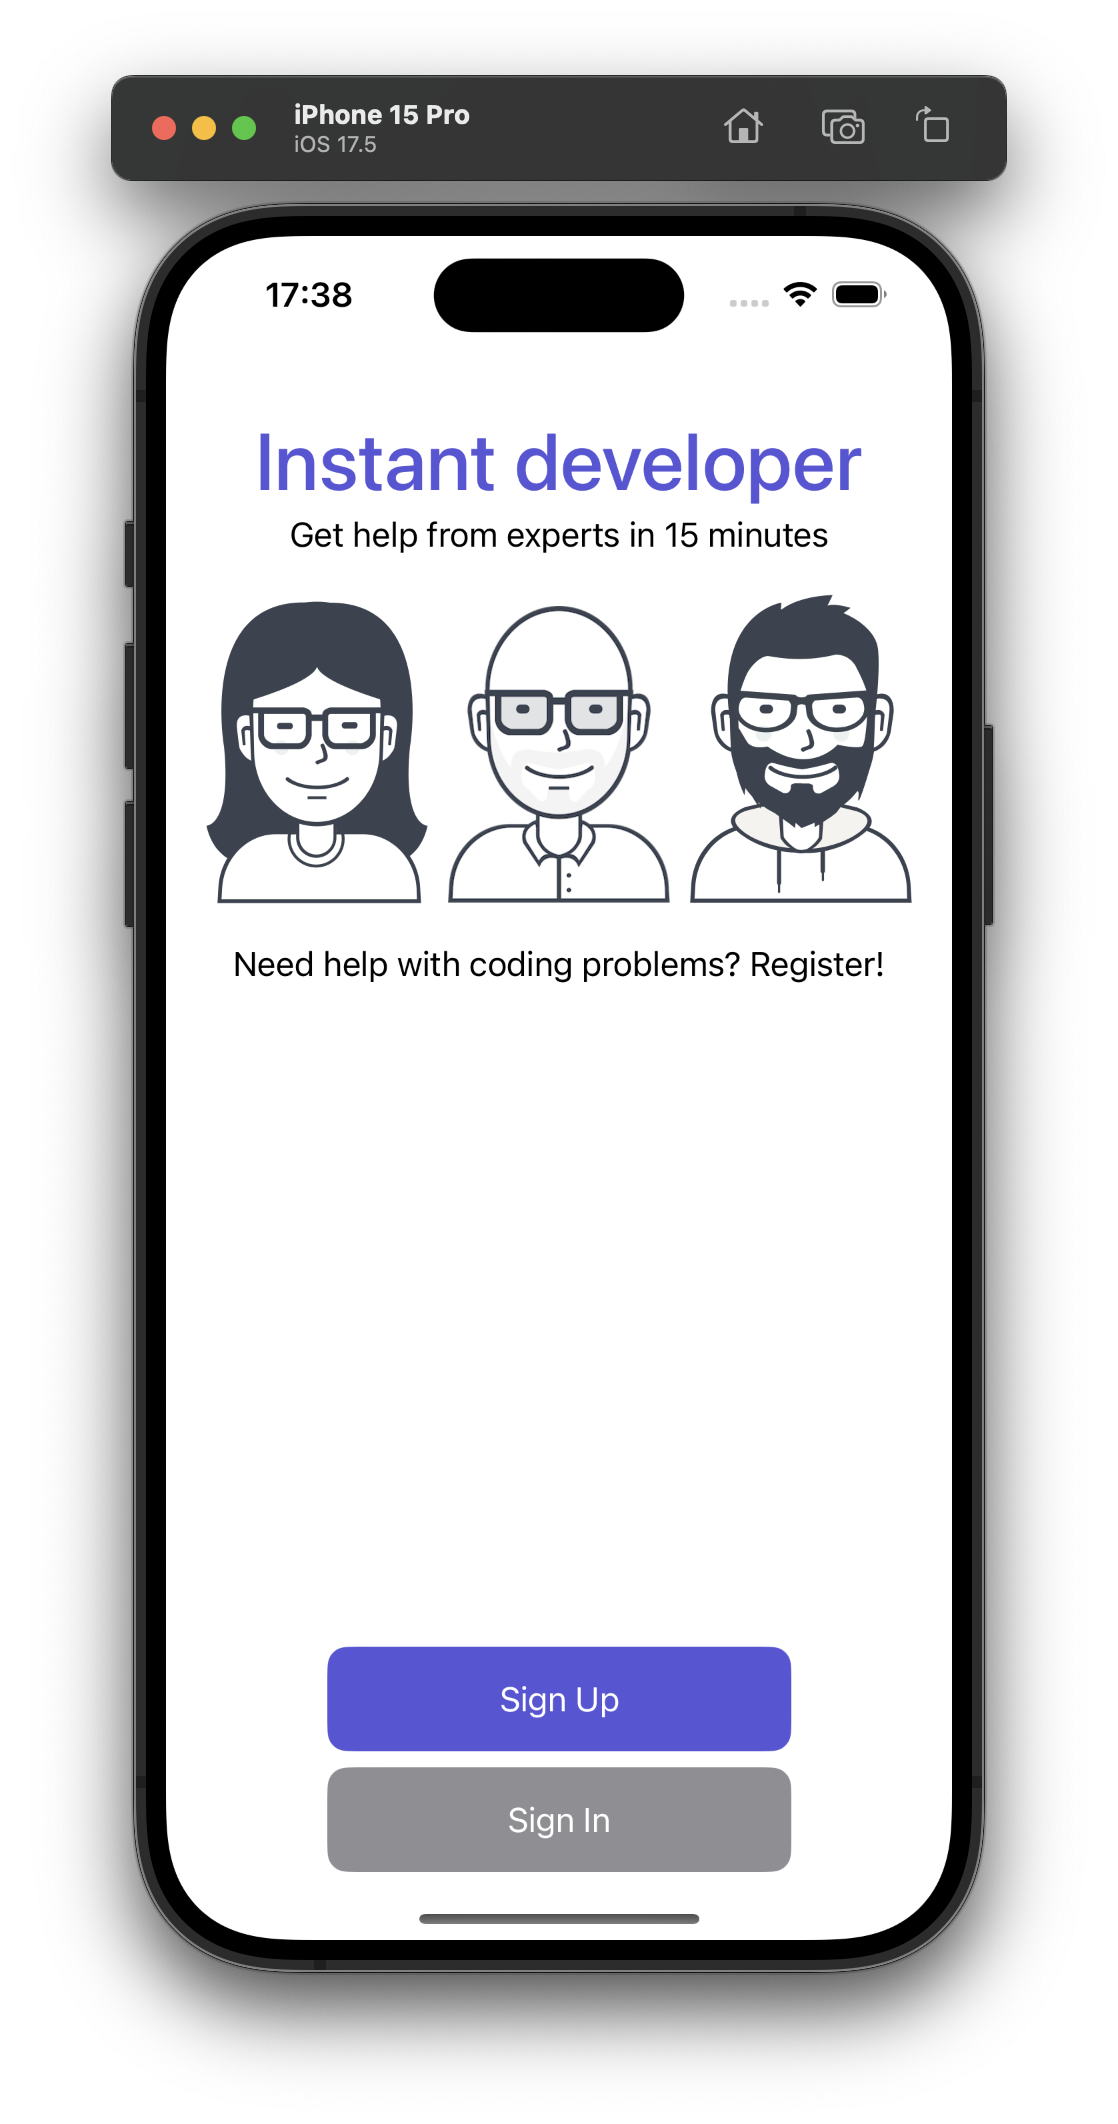 iPhone 15 Pro
iOS 17.5
17:38
Instant developer
Get help from experts in 15 minutes
Need help with coding problems? Register!
Sign Up
Sign In